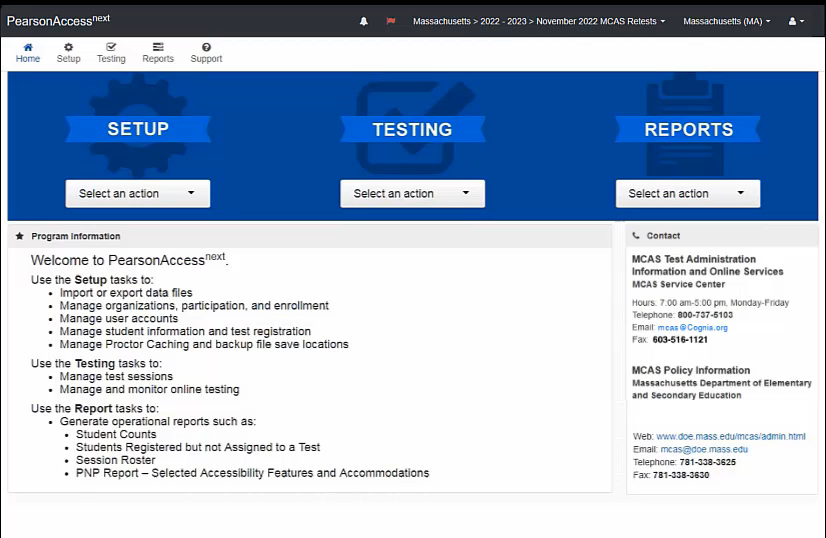 PearsonAccessnext
Massachusetts > 2022 - 2023 > November 2022 MCAS Retests
Massachusetts (MA)
Home
Setup
Testing
Reports
Support
SETUP
TESTING
REPORTS
Select an action
Select an action
Select an action
Program Information
Welcome to PearsonAccessnext.
Use the Setup tasks to:
• Import or export data files
• Manage organizations, participation, and enrollment
• Manage user accounts
• Manage student information and test registration
• Manage Proctor Caching and backup file save locations
Use the Testing tasks to:
• Manage test sessions
• Manage and monitor online testing
Use the Report tasks to:
• Generate operational reports such as:
• Student Counts
• Students Registered but not Assigned to a Test
• Session Roster
• PNP Report – Selected Accessibility Features and Accommodations
Contact
MCAS Test Administration
Information and Online Services
MCAS Service Center
Hours: 7:00 am-5:00 pm, Monday-Friday
Telephone: 800-737-5103
Email: mcas@Cognia.org
Fax: 603-516-1121
MCAS Policy Information
Massachusetts Department of Elementary
and Secondary Education
Web: www.doe.mass.edu/mcas/admin.html
Email: mcas@doe.mass.edu
Telephone: 781-338-3625
Fax: 781-338-3630